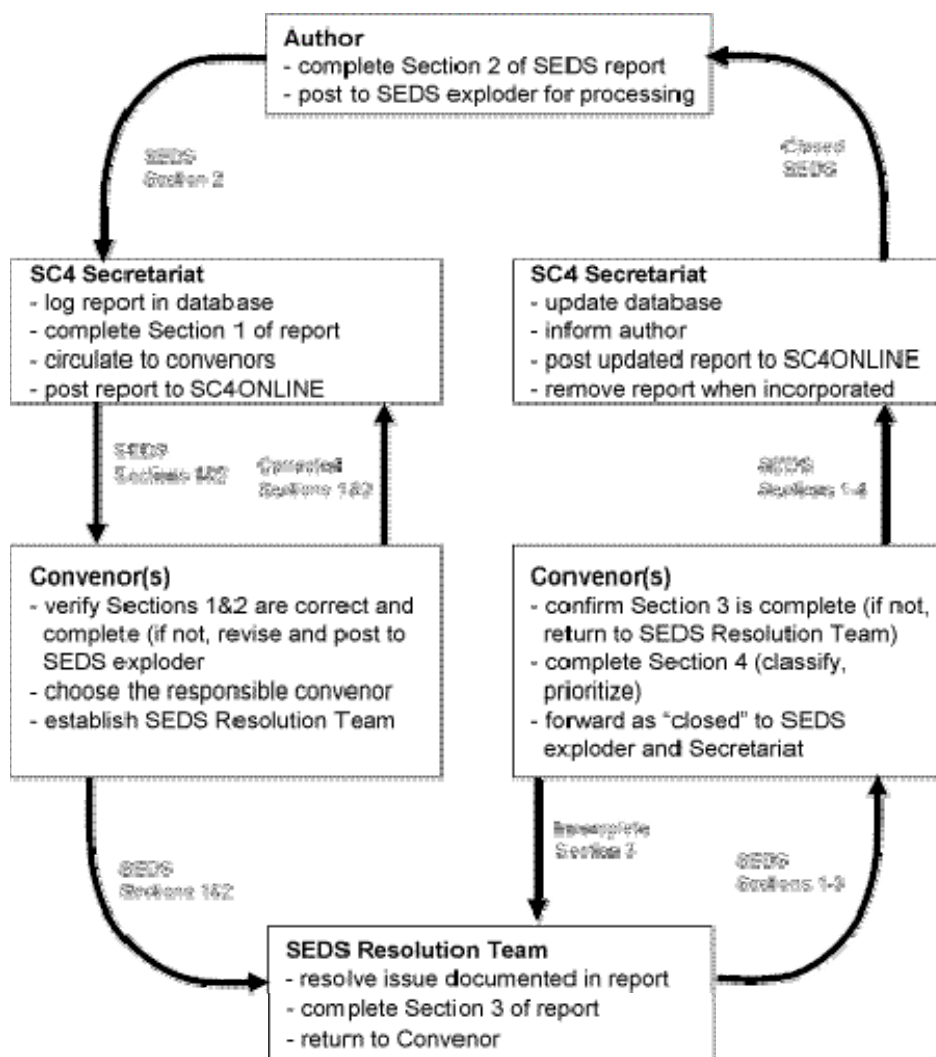 Author
- complete Section 2 of SEDS report
- post to SEDS exploder for processing
SEDS
Section 2
Closed
SEDS
SC4 Secretariat
- log report in database
- complete Section 1 of report
- circulate to convenors
- post report to SC4ONLINE
SC4 Secretariat
- update database
- inform author
- post updated report to SC4ONLINE
- remove report when incorporated
SEDS
Sections 1&2
Corrected
Sections 1&2
SEDS
Sections 1-4
Convenor(s)
- verify Sections 1&2 are correct and
complete (if not, revise and post to
SEDS exploder
- choose the responsible convenor
- establish SEDS Resolution Team
Convenor(s)
- confirm Section 3 is complete (if not,
return to SEDS Resolution Team)
- complete Section 4 (classify,
prioritize)
- forward as “closed” to SEDS
exploder and Secretariat
SEDS
Sections 1&2
Incomplete
Section 3
SEDS
Sections 1-3
SEDS Resolution Team
- resolve issue documented in report
- complete Section 3 of report
- return to Convenor